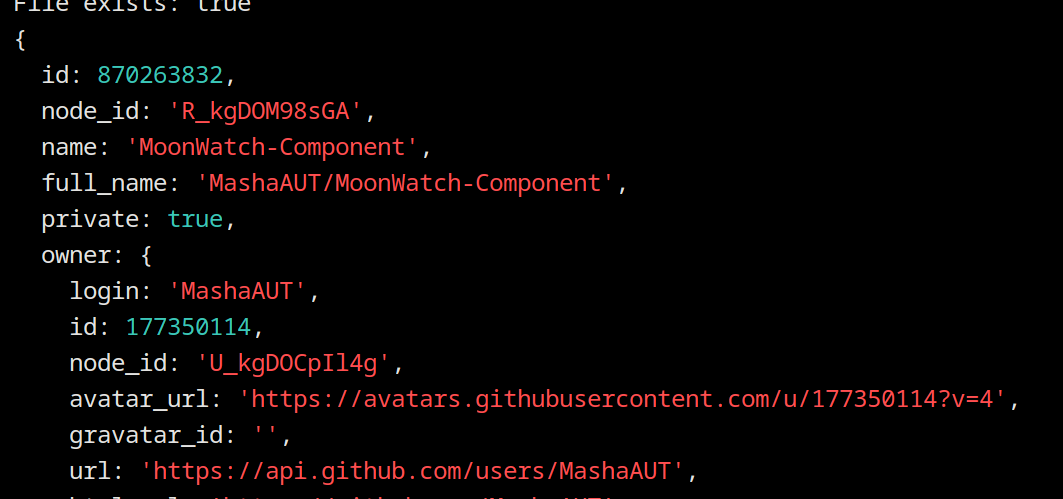 File exists: true
{
id: 870263832,
node_id: 'R_kgDOM98sGA',
name: 'MoonWatch-Component',
full_name: 'MashaAUT/MoonWatch-Component',
private: true,
owner: {
login: 'MashaAUT',
id: 177350114,
node_id: 'U_kgDOCpIl4g',
avatar_url: 'https://avatars.githubusercontent.com/u/177350114?v=4',
gravatar_id: '',
url: 'https://api.github.com/users/MashaAUT',